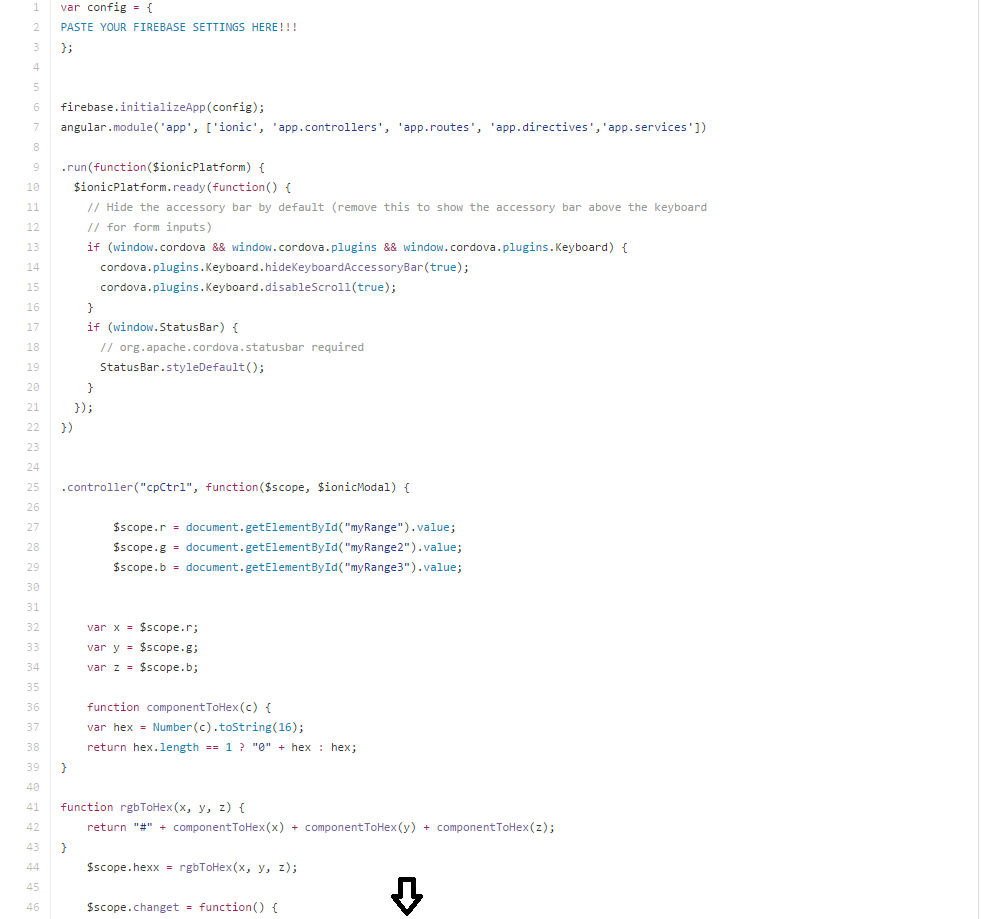 1 var config = {
2 PASTE YOUR FIREBASE SETTINGS HERE!!!
3 };
4
5
6 firebase.initializeApp(config);
7 angular.module('app', ['ionic', 'app.controllers', 'app.routes', 'app.directives','app.services'])
8
9 .run(function($ionicPlatform) {
10   $ionicPlatform.ready(function() {
11     // Hide the accessory bar by default (remove this to show the accessory bar above the keyboard
12     // for form inputs)
13     if (window.cordova && window.cordova.plugins && window.cordova.plugins.Keyboard) {
14       cordova.plugins.Keyboard.hideKeyboardAccessoryBar(true);
15       cordova.plugins.Keyboard.disableScroll(true);
16     }
17     if (window.StatusBar) {
18       // org.apache.cordova.statusbar required
19       StatusBar.styleDefault();
20     }
21   });
22 })
23
24
25 .controller("cpCtrl", function($scope, $ionicModal) {
26
27         $scope.r = document.getElementById("myRange").value;
28         $scope.g = document.getElementById("myRange2").value;
29         $scope.b = document.getElementById("myRange3").value;
30
31
32     var x = $scope.r;
33     var y = $scope.g;
34     var z = $scope.b;
35
36     function componentToHex(c) {
37     var hex = Number(c).toString(16);
38     return hex.length == 1 ? "0" + hex : hex;
39 }
40
41 function rgbToHex(x, y, z) {
42     return "#" + componentToHex(x) + componentToHex(y) + componentToHex(z);
43 }
44     $scope.hexx = rgbToHex(x, y, z);
45
46     $scope.changet = function() {